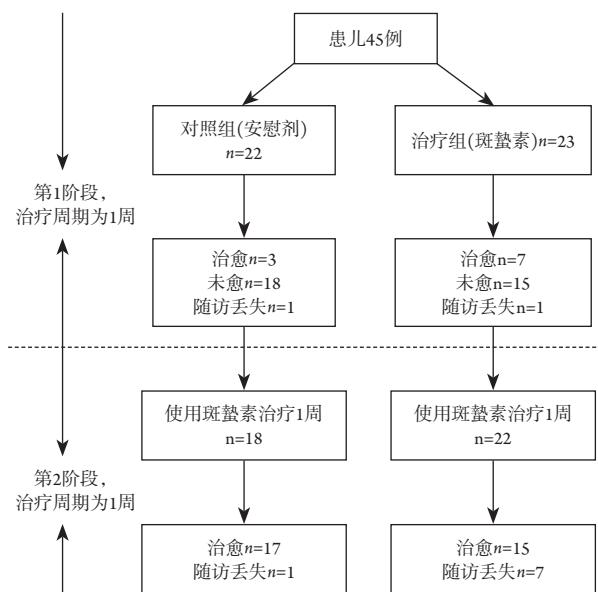 患儿45例
对照组(安慰剂)
n=22
治疗组(斑蝥素)n=23
第1阶段，
治疗周期为1周
治愈n=3
未愈n=18
随访丢失n=1
治愈n=7
未愈n=15
随访丢失n=1
使用斑蝥素治疗1周
n=18
使用斑蝥素治疗1周
n=22
第2阶段，
治疗周期为1周
治愈n=17
随访丢失n=1
治愈n=15
随访丢失n=7